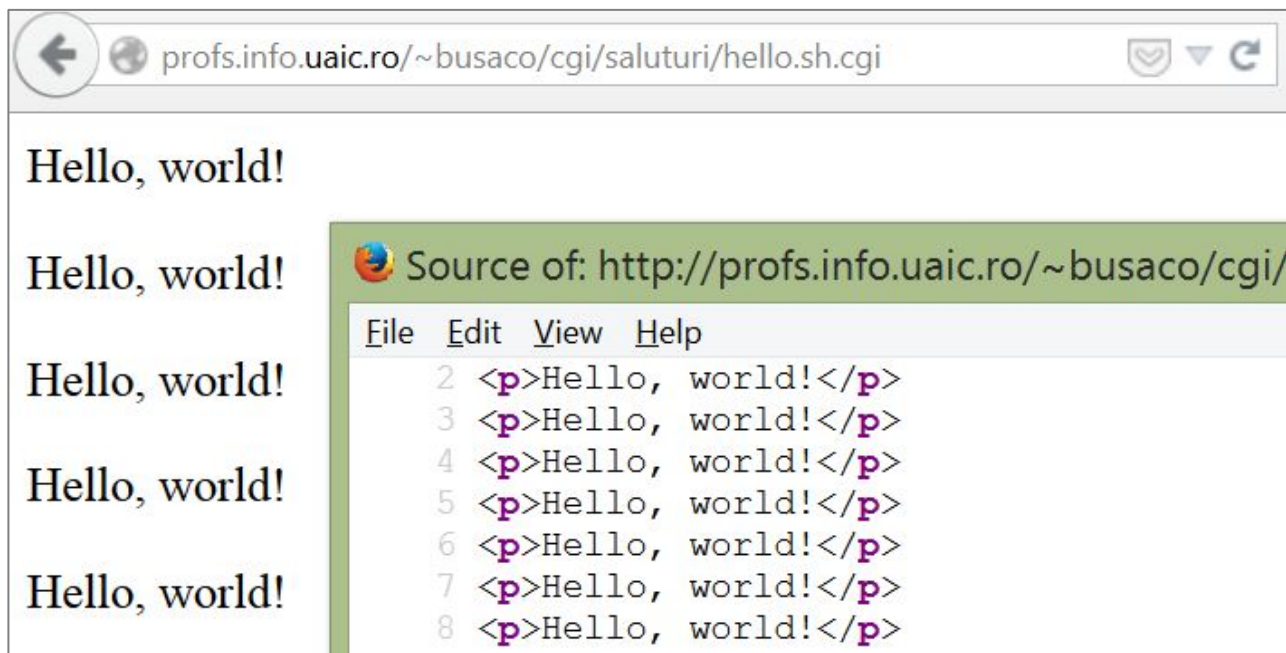 profs.info.uaic.ro/~busaco/cgi/saluturi/hello.sh.cgi
Hello, world!
Hello, world!
Hello, world!
Hello, world!
Hello, world!
Source of: http://profs.info.uaic.ro/~busaco/cgi/
File Edit View Help
2 <p>Hello, world!</p>
3 <p>Hello, world!</p>
4 <p>Hello, world!</p>
5 <p>Hello, world!</p>
6 <p>Hello, world!</p>
7 <p>Hello, world!</p>
8 <p>Hello, world!</p>